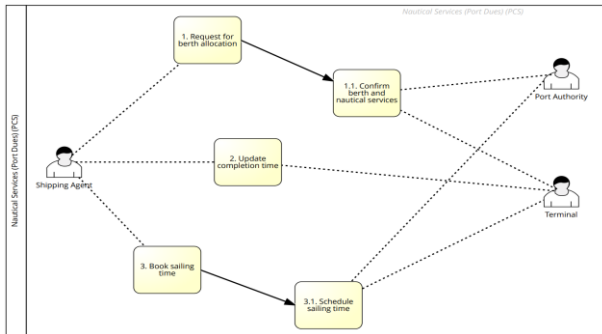 Nautical Services (Port Dues) (PCS)
Nautical Services (Port Dues) (PCS)
1. Request for
berth allocation
1.1. Confirm
berth and
nautical services
Port Authority
2. Update
completion time
Shipping Agent
Terminal
3. Book sailing
time
3.1. Schedule
sailing time